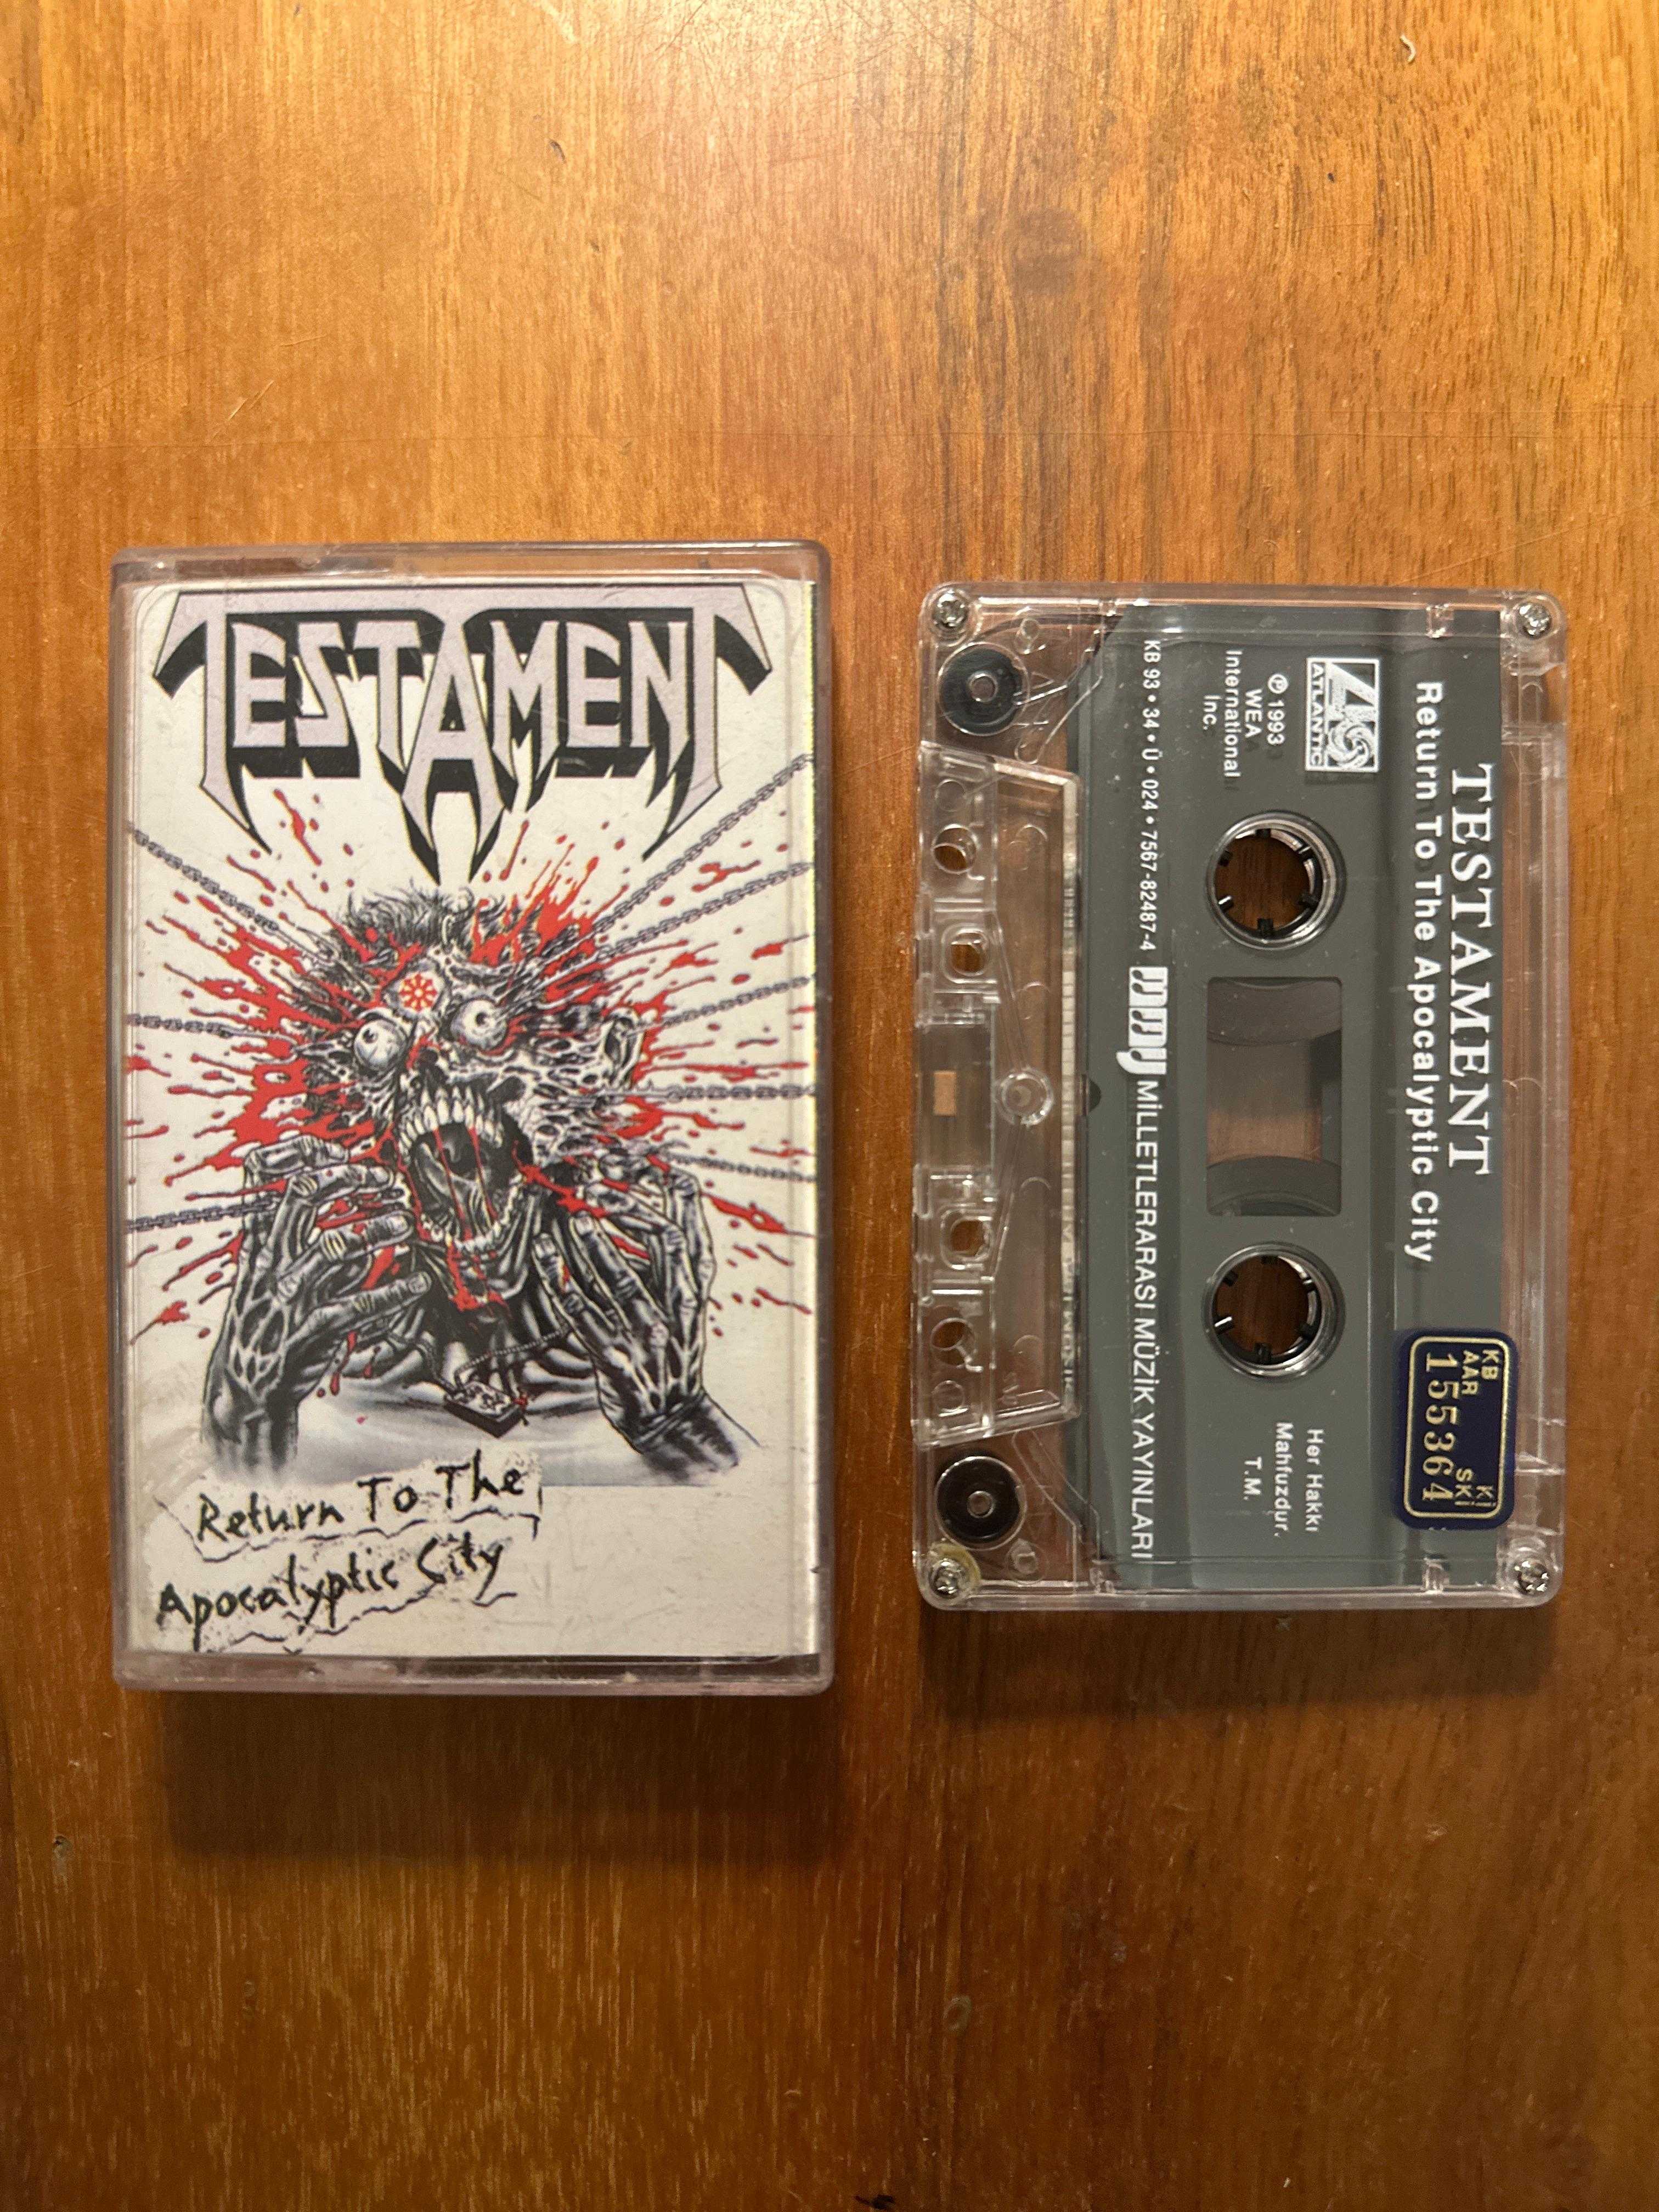 TESTAMENT
Return To The
Apocalyptic City
TESTAMENT
Return To The Apocalyptic City
ATLANTIC
℗ 1993
WEA
International
Inc.
KB 93 • 34 • Ü • 024 • 7567-82487-4
MMY MİLLETLERARASI MÜZİK YAYINLARI
Her Hakkı
Mahfuzdur.
T.M.
KB Kİ
AAR SKİ
155364